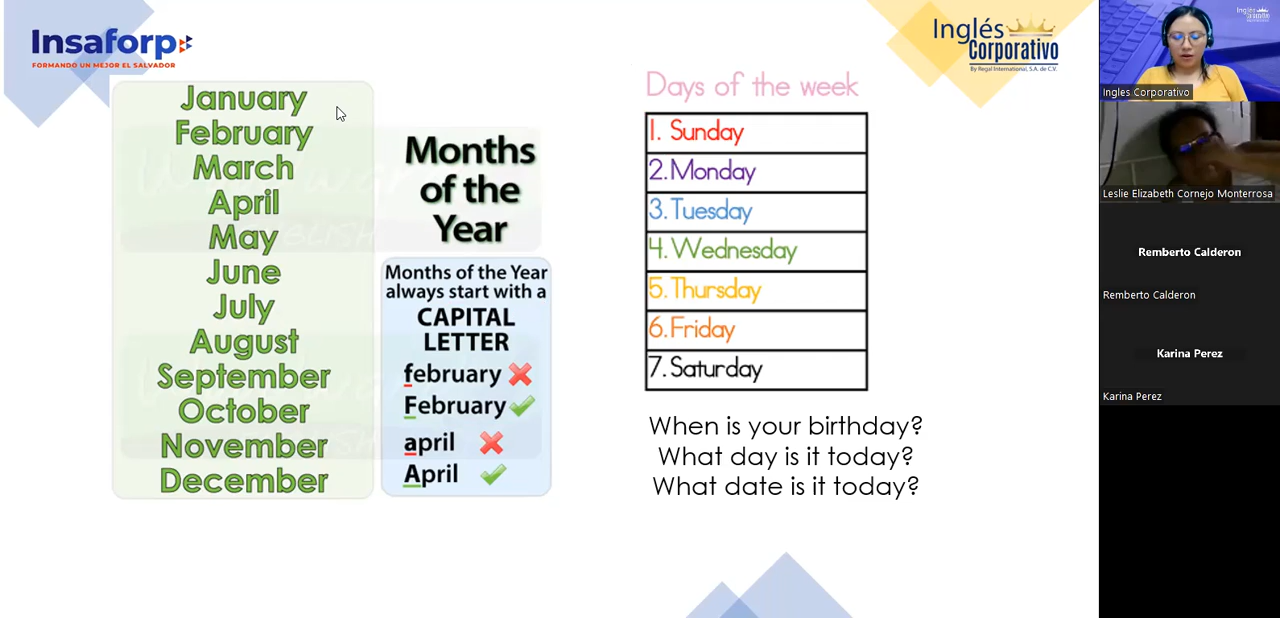 Insaforp
FORMANDO UN MEJOR EL SALVADOR
Inglés
Corporativo
By Regal International, S.A. de C.V.
January
February
March
April
May
June
July
August
September
October
November
December
Months
of the
Year
Months of the Year
always start with a
CAPITAL
LETTER
february
February
april
April
Days of the week
1. Sunday
2. Monday
3. Tuesday
4. Wednesday
5. Thursday
6. Friday
7. Saturday
When is your birthday?
What day is it today?
What date is it today?
Ingles Corporativo
Leslie Elizabeth Cornejo Monterrosa
Remberto Calderon
Remberto Calderon
Karina Perez
Karina Perez